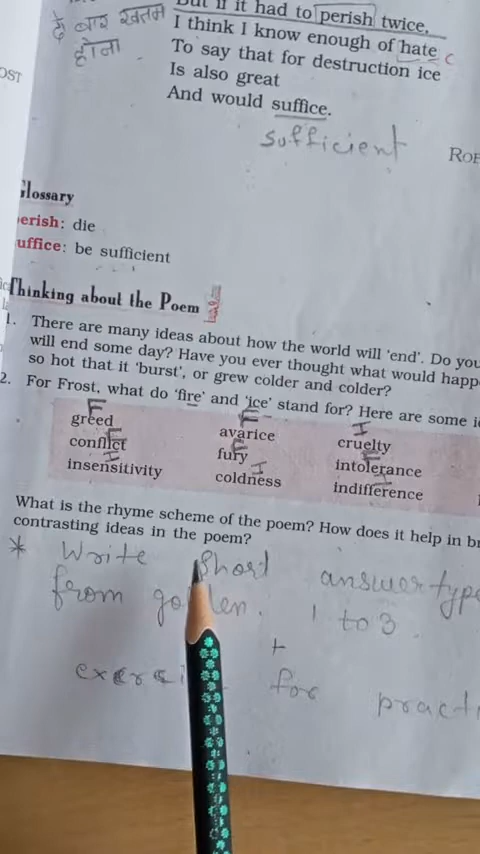 But if it had to perish twice,
दो बार खतम
I think I know enough of hate
होना
To say that for destruction ice
Is also great
And would suffice.
sufficient
Glossary
perish: die
suffice: be sufficient
Thinking about the Poem
1. There are many ideas about how the world will 'end'. Do you
will end some day? Have you ever thought what would
so hot that it 'burst', or grew colder and colder?
2. For Frost, what do 'fire' and 'ice' stand for? Here are some
F F I
greed avarice cruelty
F F F
conflict fury intolerance
I I I
insensitivity coldness indifference
What is the rhyme scheme of the poem? How does it help in
contrasting ideas in the poem?
* Write Short answer type
from golden. 1 to 3.
+
for